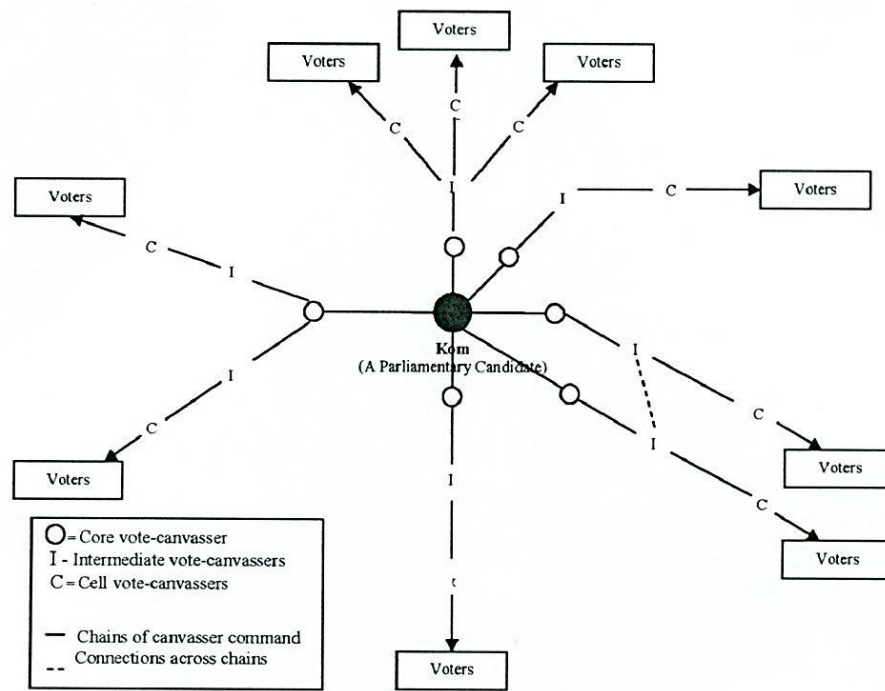 Voters
Voters
Voters
C
C
C
Voters
I
I
C
Voters
C
I
Kom
(A Parliamentary Candidate)
I
I
C
C
I
Voters
I
C
Voters
Voters
O = Core vote-canvasser
I - Intermediate vote-canvassers
C = Cell vote-canvassers
— Chains of canvasser command
-- Connections across chains
Voters